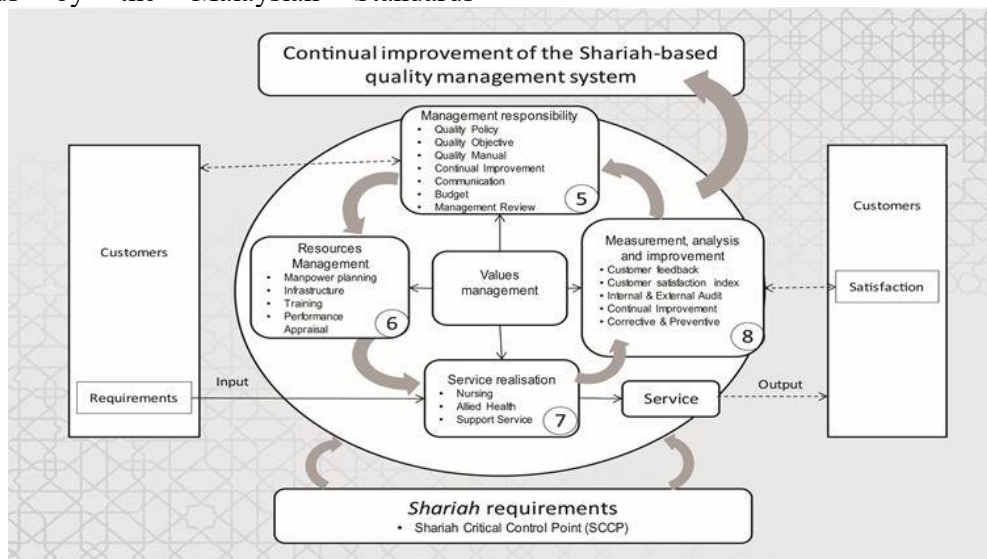 by the Malaysian Standards
Continual improvement of the Shariah-based
quality management system
Management responsibility
• Quality Policy
• Quality Objective
• Quality Manual
• Continual Improvement
• Communication
• Budget
• Management Review
5
Customers
Requirements
Resources
Management
• Manpower planning
• Infrastructure
• Training
• Performance
Appraisal
6
Values
management
Measurement, analysis
and improvement
• Customer feedback
• Customer satisfaction index
• Internal & External Audit
• Continual Improvement
• Corrective & Preventive
8
Customers
Satisfaction
Input
Service realisation
• Nursing
• Allied Health
• Support Service
7
Service
Output
Shariah requirements
• Shariah Critical Control Point (SCCP)